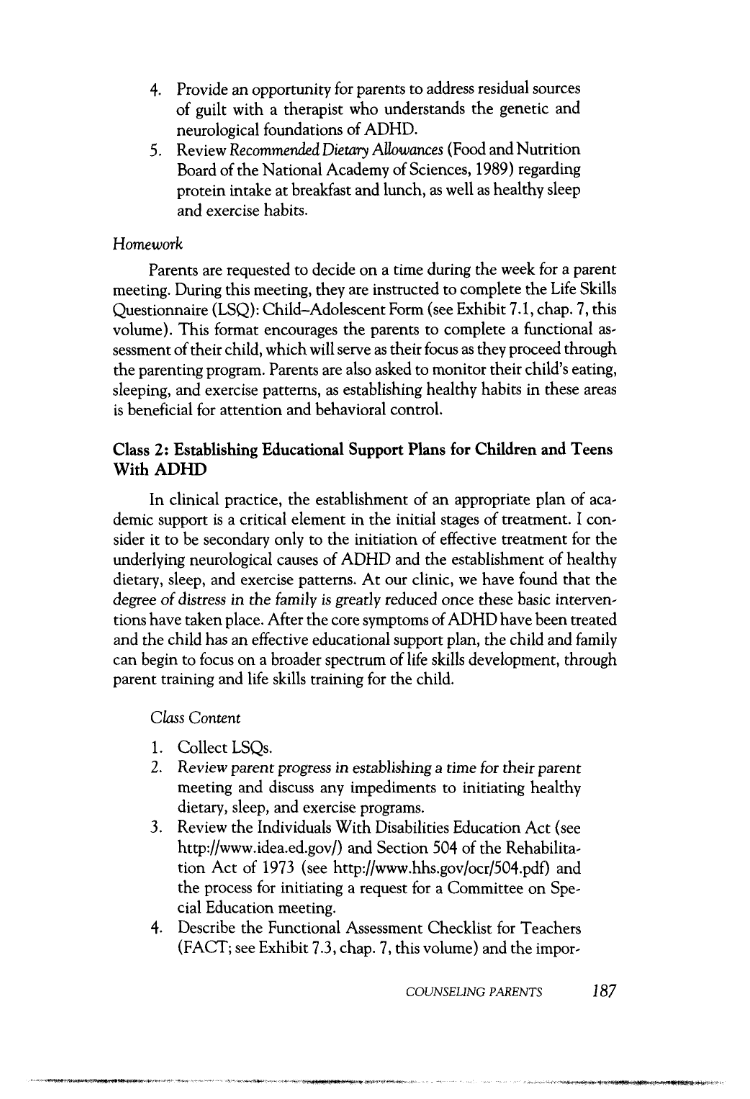 4. Provide an opportunity for parents to address residual sources
of guilt with a therapist who understands the genetic and
neurological foundations of ADHD.
5. Review Recommended Dietary Allowances (Food and Nutrition
Board of the National Academy of Sciences, 1989) regarding
protein intake at breakfast and lunch, as well as healthy sleep
and exercise habits.
Homework
Parents are requested to decide on a time during the week for a parent
meeting. During this meeting, they are instructed to complete the Life Skills
Questionnaire (LSQ): Child–Adolescent Form (see Exhibit 7.1, chap. 7, this
volume). This format encourages the parents to complete a functional as-
sessment of their child, which will serve as their focus as they proceed through
the parenting program. Parents are also asked to monitor their child's eating,
sleeping, and exercise patterns, as establishing healthy habits in these areas
is beneficial for attention and behavioral control.
Class 2: Establishing Educational Support Plans for Children and Teens
With ADHD
In clinical practice, the establishment of an appropriate plan of aca-
demic support is a critical element in the initial stages of treatment. I con-
sider it to be secondary only to the initiation of effective treatment for the
underlying neurological causes of ADHD and the establishment of healthy
dietary, sleep, and exercise patterns. At our clinic, we have found that the
degree of distress in the family is greatly reduced once these basic interven-
tions have taken place. After the core symptoms of ADHD have been treated
and the child has an effective educational support plan, the child and family
can begin to focus on a broader spectrum of life skills development, through
parent training and life skills training for the child.
Class Content
1. Collect LSQs.
2. Review parent progress in establishing a time for their parent
meeting and discuss any impediments to initiating healthy
dietary, sleep, and exercise programs.
3. Review the Individuals With Disabilities Education Act (see
http://www.idea.ed.gov/) and Section 504 of the Rehabilita-
tion Act of 1973 (see http://www.hhs.gov/ocr/504.pdf) and
the process for initiating a request for a Committee on Spe-
cial Education meeting.
4. Describe the Functional Assessment Checklist for Teachers
(FACT; see Exhibit 7.3, chap. 7, this volume) and the impor-
COUNSELING PARENTS 187